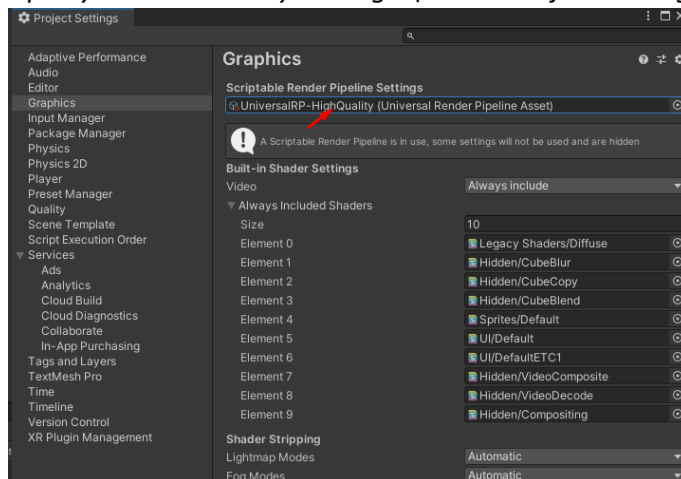 Project Settings
Adaptive Performance
Audio
Editor
Graphics
Input Manager
Package Manager
Physics
Physics 2D
Player
Preset Manager
Quality
Scene Template
Script Execution Order
Services
Ads
Analytics
Cloud Build
Cloud Diagnostics
Collaborate
In-App Purchasing
Tags and Layers
TextMesh Pro
Time
Timeline
Version Control
XR Plugin Management
Graphics
Scriptable Render Pipeline Settings
UniversalRP-HighQuality (Universal Render Pipeline Asset)
A Scriptable Render Pipeline is in use, some settings will not be used and are hidden
Built-in Shader Settings
Video Always include
Always Included Shaders
Size 10
Element 0 Legacy Shaders/Diffuse
Element 1 Hidden/CubeBlur
Element 2 Hidden/CubeCopy
Element 3 Hidden/CubeBlend
Element 4 Sprites/Default
Element 5 UI/Default
Element 6 UI/DefaultETC1
Element 7 Hidden/VideoComposite
Element 8 Hidden/VideoDecode
Element 9 Hidden/Compositing
Shader Stripping
Lightmap Modes Automatic
Fog Modes Automatic